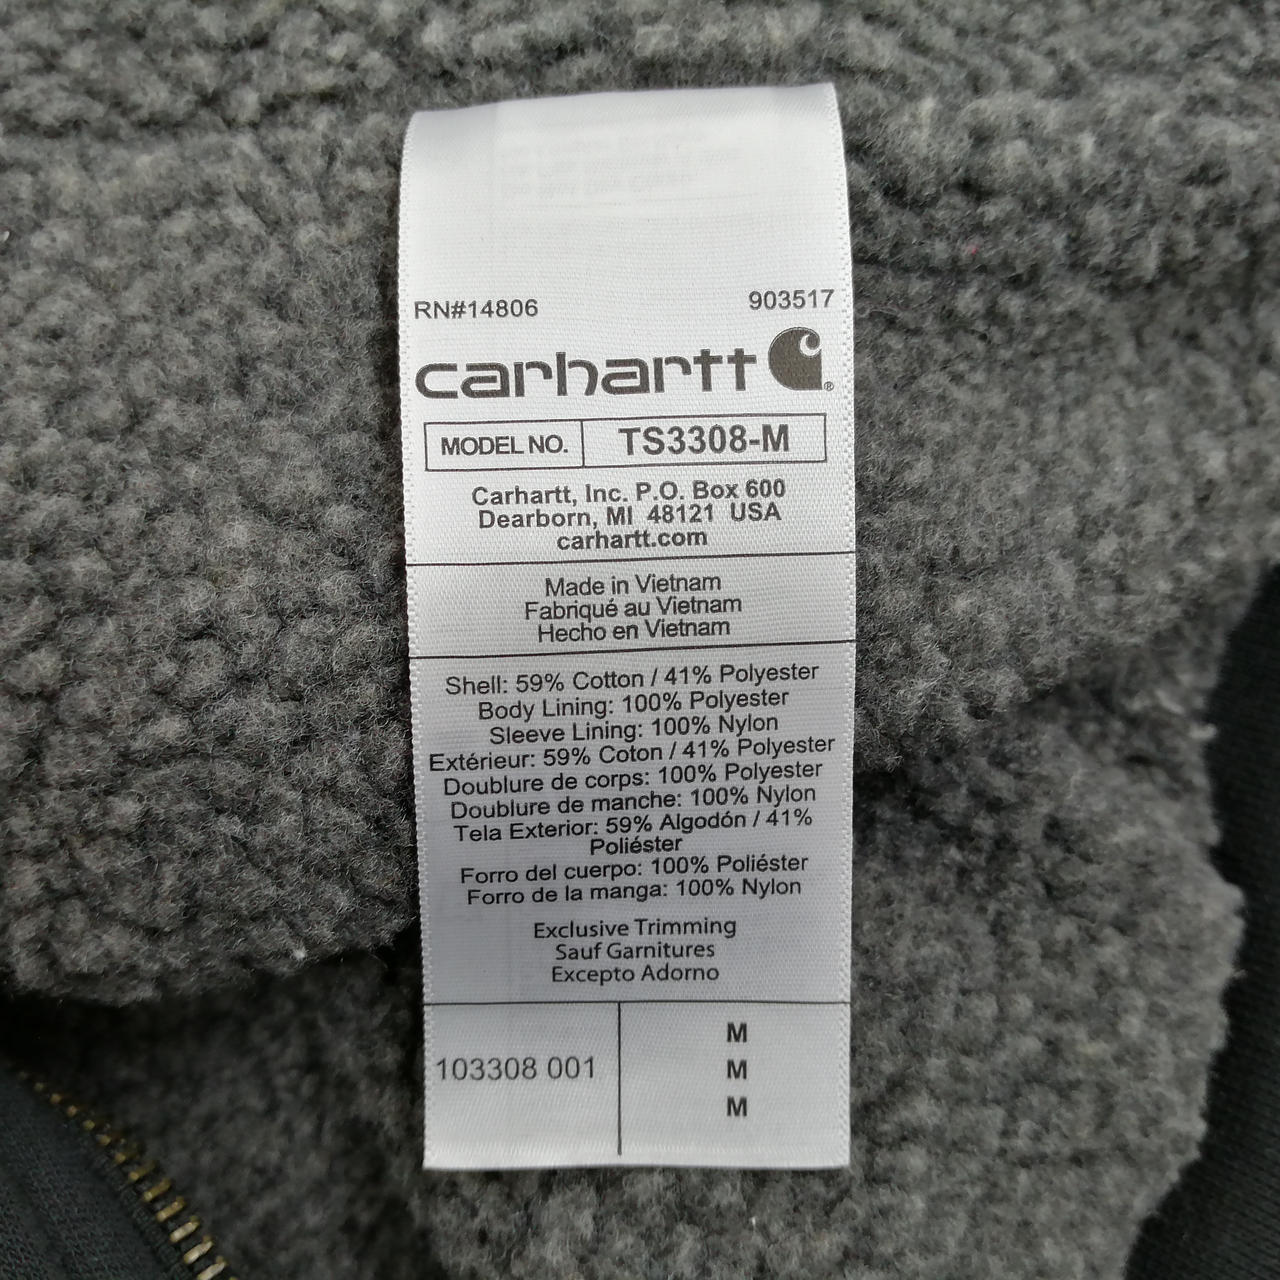 RN#14806 903517
carhartt ®
MODEL NO. TS3308-M
Carhartt, Inc. P.O. Box 600
Dearborn, MI 48121 USA
carhartt.com
Made in Vietnam
Fabriqué au Vietnam
Hecho en Vietnam
Shell: 59% Cotton / 41% Polyester
Body Lining: 100% Polyester
Sleeve Lining: 100% Nylon
Extérieur: 59% Coton / 41% Polyester
Doublure de corps: 100% Polyester
Doublure de manche: 100% Nylon
Tela Exterior: 59% Algodón / 41%
Poliéster
Forro del cuerpo: 100% Poliéster
Forro de la manga: 100% Nylon
Exclusive Trimming
Sauf Garnitures
Excepto Adorno
M
103308 001 M
M